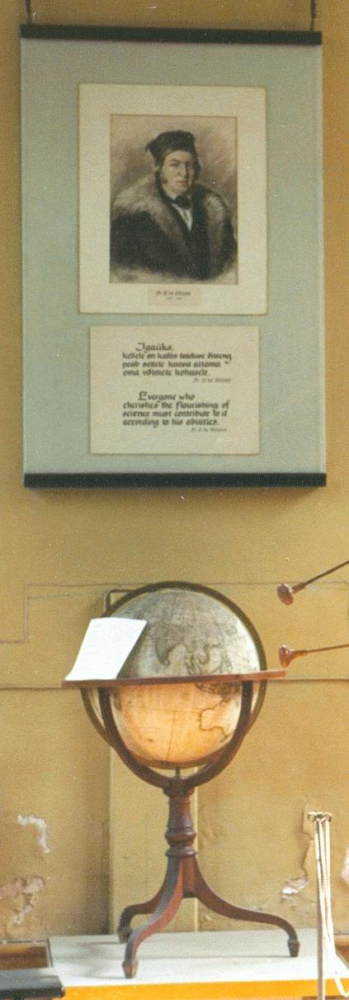 Igaüks,
kellele on kallis teaduse õitseng
peab sellele kaasa aitama
oma võimete kohaselt.
Fr. G. W. Struve
Everyone who
cherishes the flourishing of
science must contribute to it
according to his abilities.
Fr. G. W. Struve